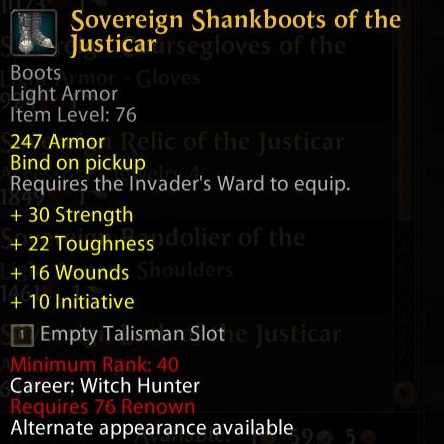 Sovereign Shankboots of the
Justicar
Boots
Light Armor
Item Level: 76
247 Armor
Bind on pickup
Requires the Invader's Ward to equip.
+ 30 Strength
+ 22 Toughness
+ 16 Wounds
+ 10 Initiative
1 Empty Talisman Slot
Minimum Rank: 40
Career: Witch Hunter
Requires 76 Renown
Alternate appearance available